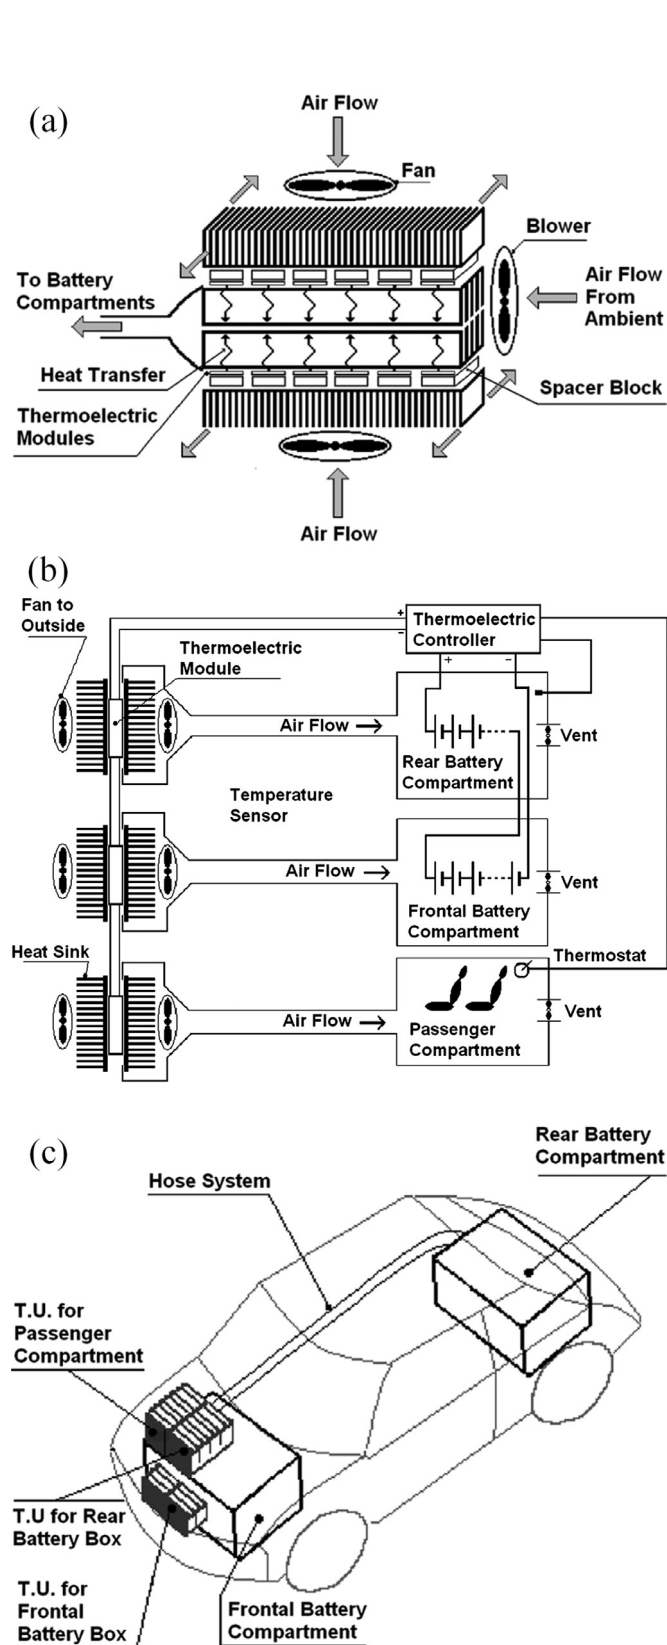 (a)
Air Flow
Fan
Blower
To Battery
Compartments
Air Flow
From
Ambient
Heat Transfer
Spacer Block
Thermoelectric
Modules
Air Flow
(b)
Fan to
Outside
Thermoelectric
Module
+
−
Thermoelectric
Controller
+
−
Air Flow
Rear Battery
Compartment
Vent
Temperature
Sensor
Air Flow
Frontal Battery
Compartment
Vent
Heat Sink
Thermostat
Air Flow
Passenger
Compartment
Vent
(c)
Rear Battery
Compartment
Hose System
T.U. for
Passenger
Compartment
T.U for Rear
Battery Box
T.U. for
Frontal
Battery Box
Frontal Battery
Compartment